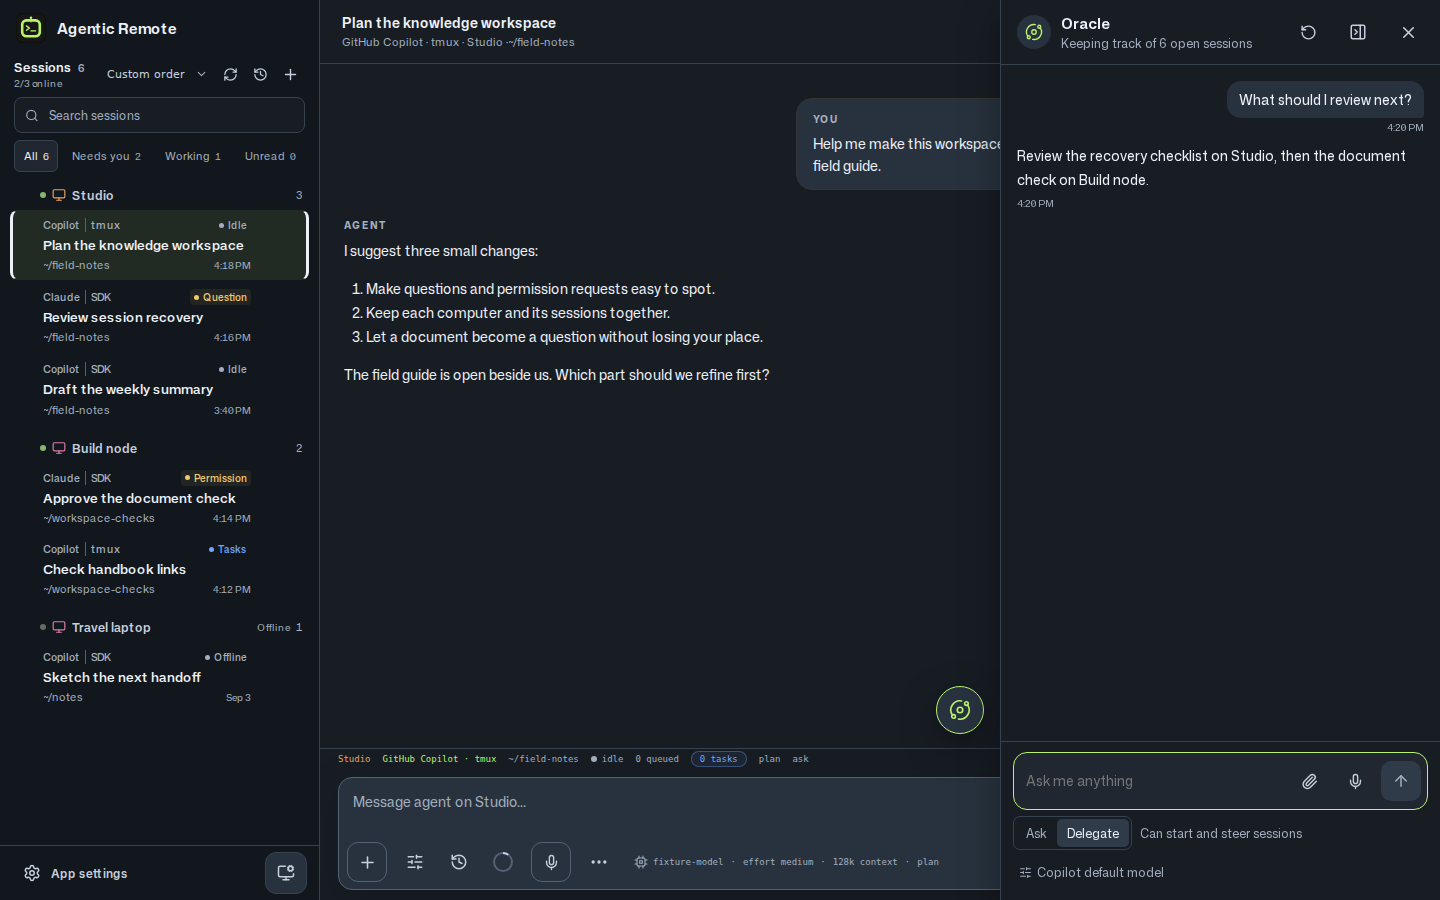 Agentic Remote
Sessions 6
2/3 online
Custom order
Search sessions
All 6
Needs you 2
Working 1
Unread 0
Studio 3
Copilot | tmux Idle
Plan the knowledge workspace
~/field-notes 4:18 PM
Claude | SDK Question
Review session recovery
~/field-notes 4:16 PM
Copilot | SDK Idle
Draft the weekly summary
~/field-notes 3:40 PM
Build node 2
Claude | SDK Permission
Approve the document check
~/workspace-checks 4:14 PM
Copilot | tmux Tasks
Check handbook links
~/workspace-checks 4:12 PM
Travel laptop Offline 1
Copilot | SDK Offline
Sketch the next handoff
~/notes Sep 3
App settings
Plan the knowledge workspace
GitHub Copilot · tmux · Studio ·~/field-notes
YOU
Help me make this workspace
field guide.
AGENT
I suggest three small changes:
1. Make questions and permission requests easy to spot.
2. Keep each computer and its sessions together.
3. Let a document become a question without losing your place.
The field guide is open beside us. Which part should we refine first?
Studio GitHub Copilot · tmux ~/field-notes idle 0 queued 0 tasks plan ask
Message agent on Studio...
fixture-model · effort medium · 128k context · plan
Oracle
Keeping track of 6 open sessions
What should I review next?
4:20 PM
Review the recovery checklist on Studio, then the document
check on Build node.
4:20 PM
Ask me anything
Ask Delegate Can start and steer sessions
Copilot default model